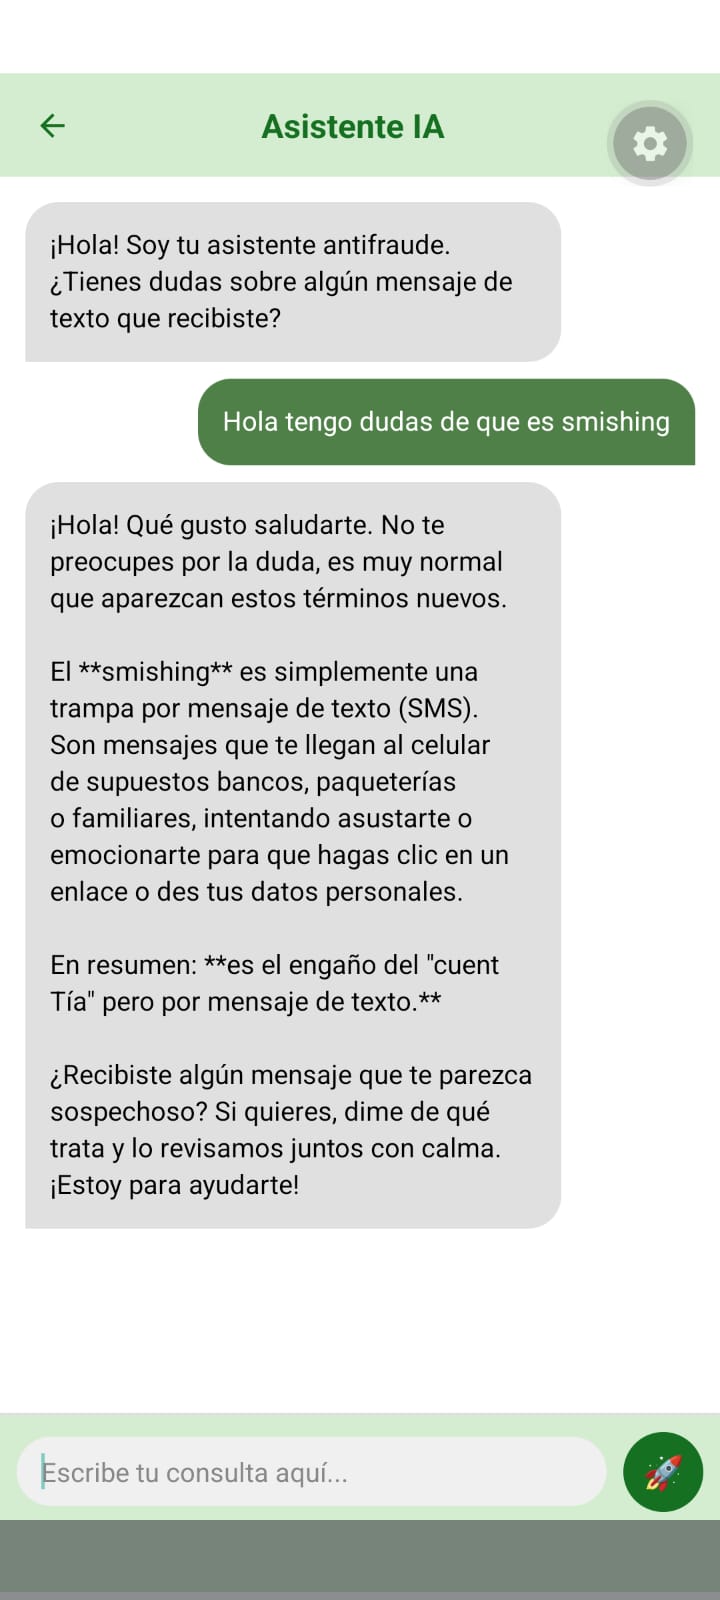 Asistente IA
¡Hola! Soy tu asistente antifraude.
¿Tienes dudas sobre algún mensaje de
texto que recibiste?
Hola tengo dudas de que es smishing
¡Hola! Qué gusto saludarte. No te
preocupes por la duda, es muy normal
que aparezcan estos términos nuevos.
El **smishing** es simplemente una
trampa por mensaje de texto (SMS).
Son mensajes que te llegan al celular
de supuestos bancos, paqueterías
o familiares, intentando asustarte o
emocionarte para que hagas clic en un
enlace o des tus datos personales.
En resumen: **es el engaño del "cuent
Tía" pero por mensaje de texto.**
¿Recibiste algún mensaje que te parezca
sospechoso? Si quieres, dime de qué
trata y lo revisamos juntos con calma.
¡Estoy para ayudarte!
Escribe tu consulta aquí...